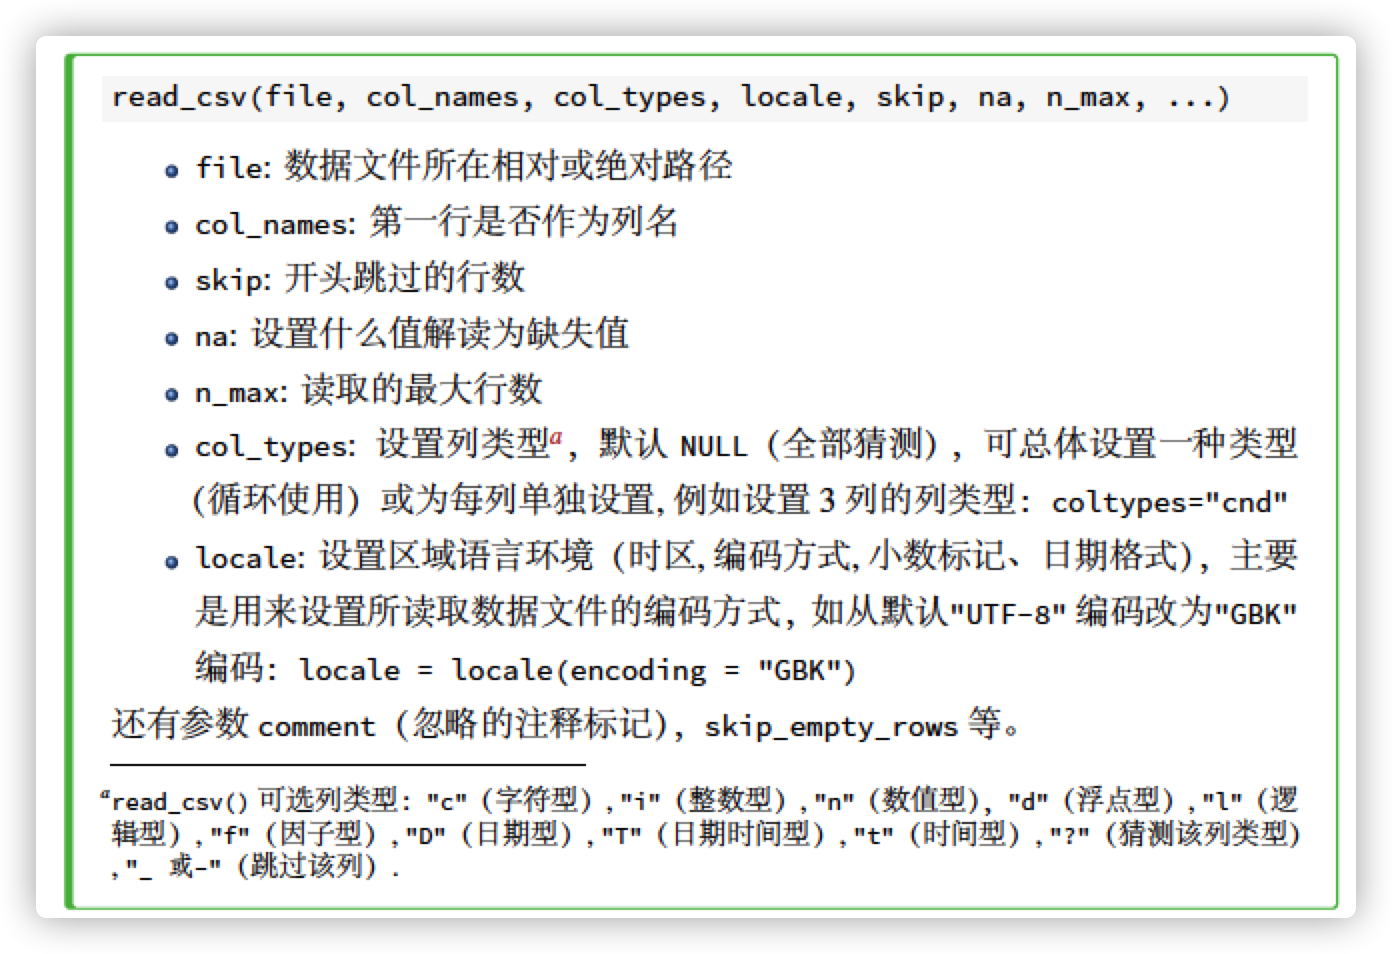 read_csv(file, col_names, col_types, locale, skip, na, n_max, ...)
• file: 数据文件所在相对或绝对路径
• col_names: 第一行是否作为列名
• skip: 开头跳过的行数
• na: 设置什么值解读为缺失值
• n_max: 读取的最大行数
• col_types: 设置列类型a，默认 NULL（全部猜测），可总体设置一种类型
(循环使用）或为每列单独设置, 例如设置 3 列的列类型：coltypes="cnd"
• locale: 设置区域语言环境（时区, 编码方式, 小数标记、日期格式），主要
是用来设置所读取数据文件的编码方式，如从默认"UTF-8" 编码改为"GBK"
编码：locale = locale(encoding = "GBK")
还有参数 comment（忽略的注释标记），skip_empty_rows 等。
aread_csv() 可选列类型："c"（字符型）,"i"（整数型）,"n"（数值型），"d"（浮点型）,"l"（逻
辑型）,"f"（因子型）,"D"（日期型）,"T"（日期时间型）,"t"（时间型）,"?"（猜测该列类型）
,"_ 或-"（跳过该列）.